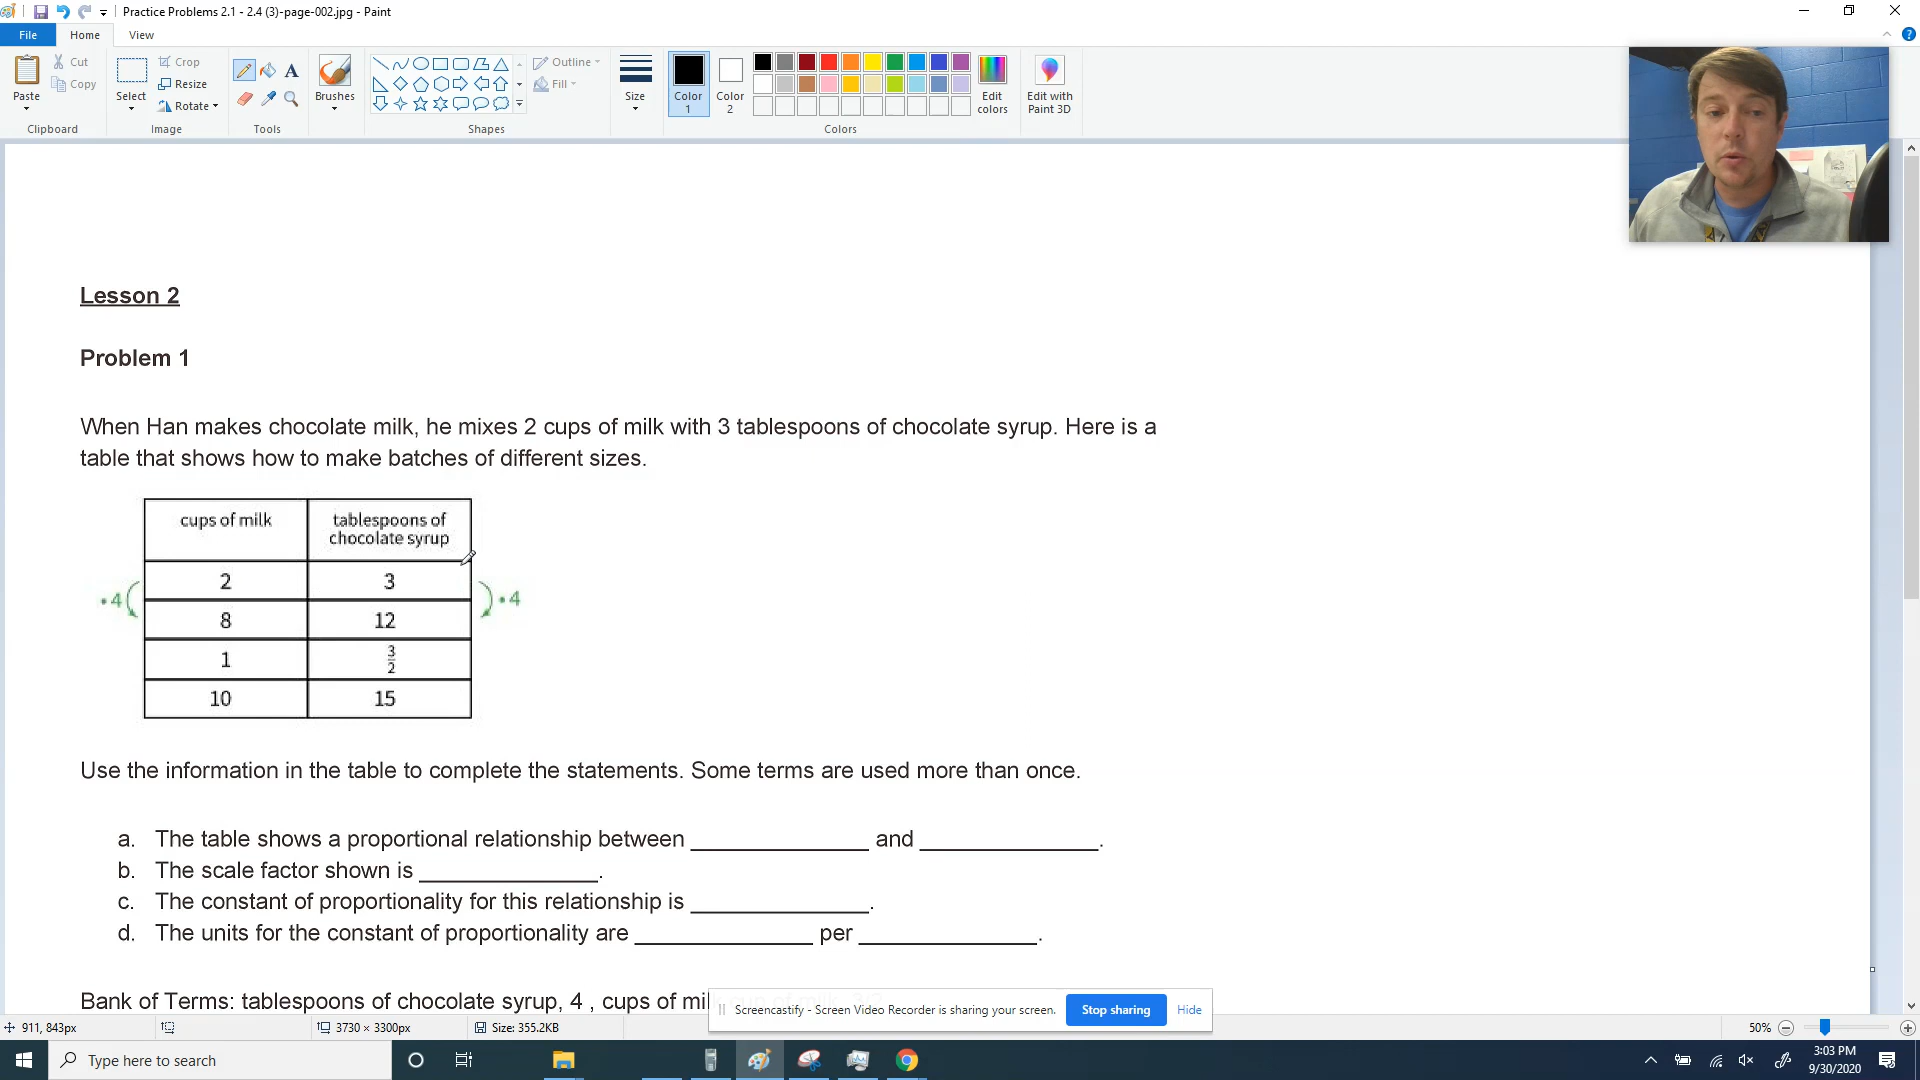 Practice Problems 2.1 - 2.4 (3)-page-002.jpg - Paint
File Home View
Paste Cut Copy Clipboard
Select Crop Resize Rotate Image
Tools
Brushes
Shapes Outline Fill
Size
Color 1 Color 2 Colors
Edit colors
Edit with Paint 3D
Lesson 2
Problem 1
When Han makes chocolate milk, he mixes 2 cups of milk with 3 tablespoons of chocolate syrup. Here is a
table that shows how to make batches of different sizes.
cups of milk tablespoons of chocolate syrup
2 3
•4 •4
8 12
1 3/2
10 15
Use the information in the table to complete the statements. Some terms are used more than once.
a. The table shows a proportional relationship between ______________ and ______________.
b. The scale factor shown is ______________.
c. The constant of proportionality for this relationship is ______________.
d. The units for the constant of proportionality are ______________ per ______________.
Bank of Terms: tablespoons of chocolate syrup, 4 , cups of mil
Screencastify - Screen Video Recorder is sharing your screen. Stop sharing Hide
911, 843px 3730 × 3300px Size: 355.2KB 50%
Type here to search
3:03 PM
9/30/2020